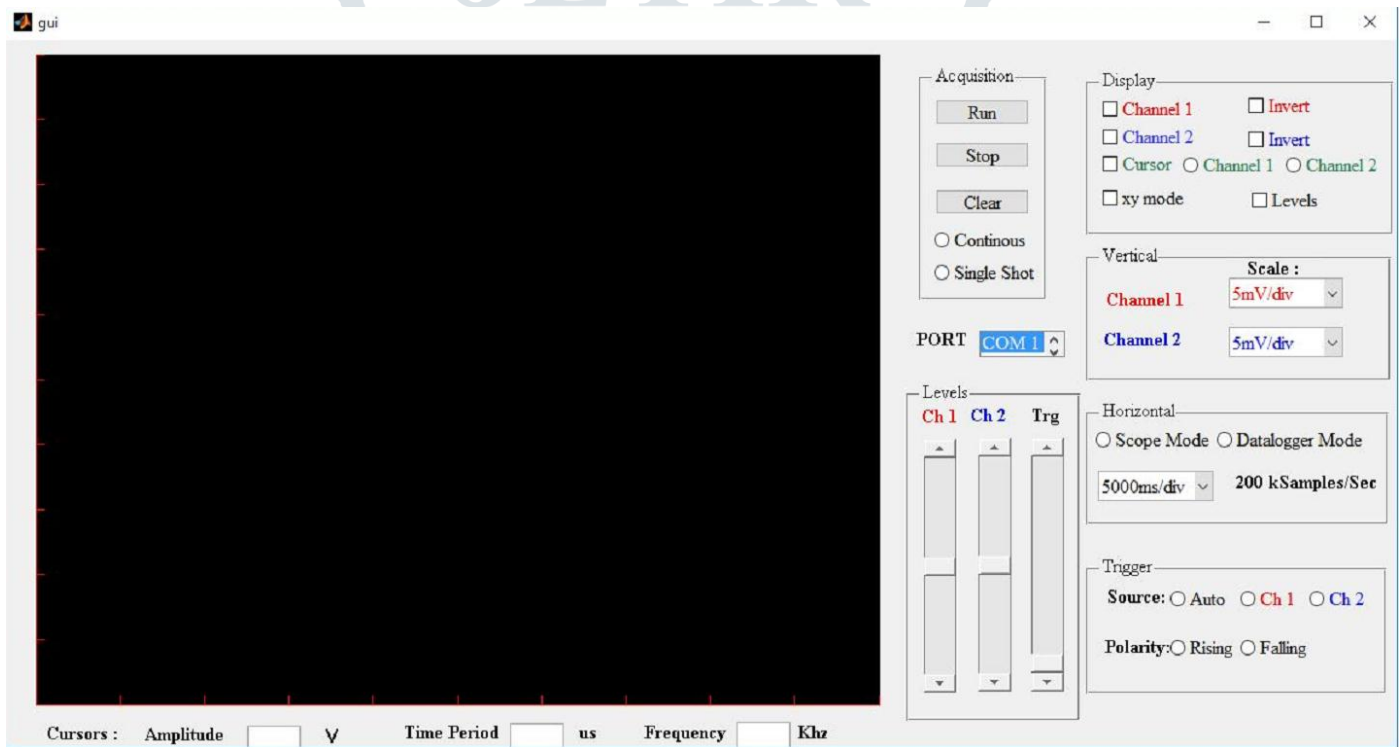 gui
Acquisition
Run
Stop
Clear
Continous
Single Shot
PORT COM 1
Levels
Ch 1 Ch 2 Trg
Display
Channel 1 Invert
Channel 2 Invert
Cursor Channel 1 Channel 2
xy mode Levels
Vertical
Scale :
Channel 1 5mV/div
Channel 2 5mV/div
Horizontal
Scope Mode Datalogger Mode
5000ms/div 200 kSamples/Sec
Trigger
Source: Auto Ch 1 Ch 2
Polarity: Rising Falling
Cursors : Amplitude V Time Period us Frequency Khz